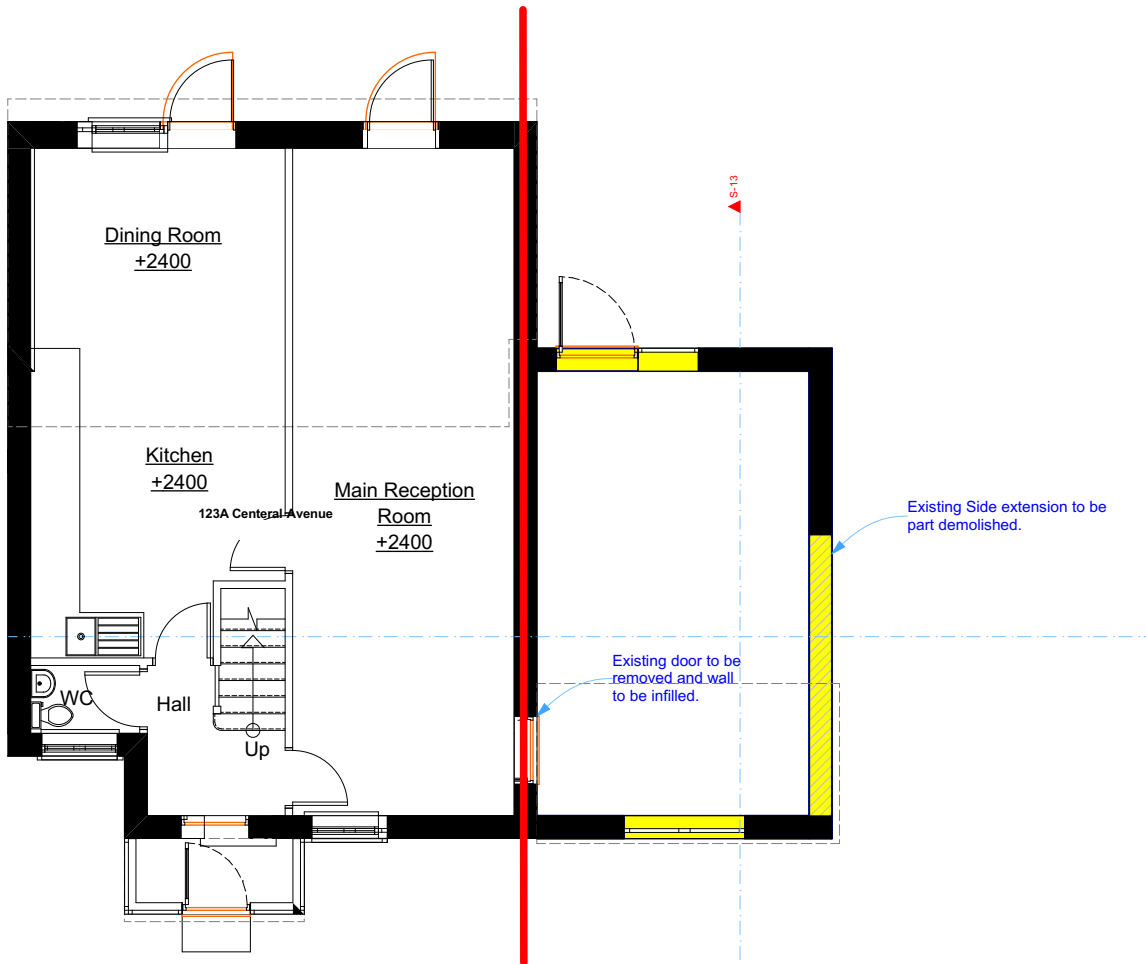 S-13
Dining Room
+2400
Kitchen
+2400
Main Reception
Room
+2400
123A Centeral Avenue
Existing Side extension to be
part demolished.
Existing door to be
removed and wall
to be infilled.
WC
Hall
Up